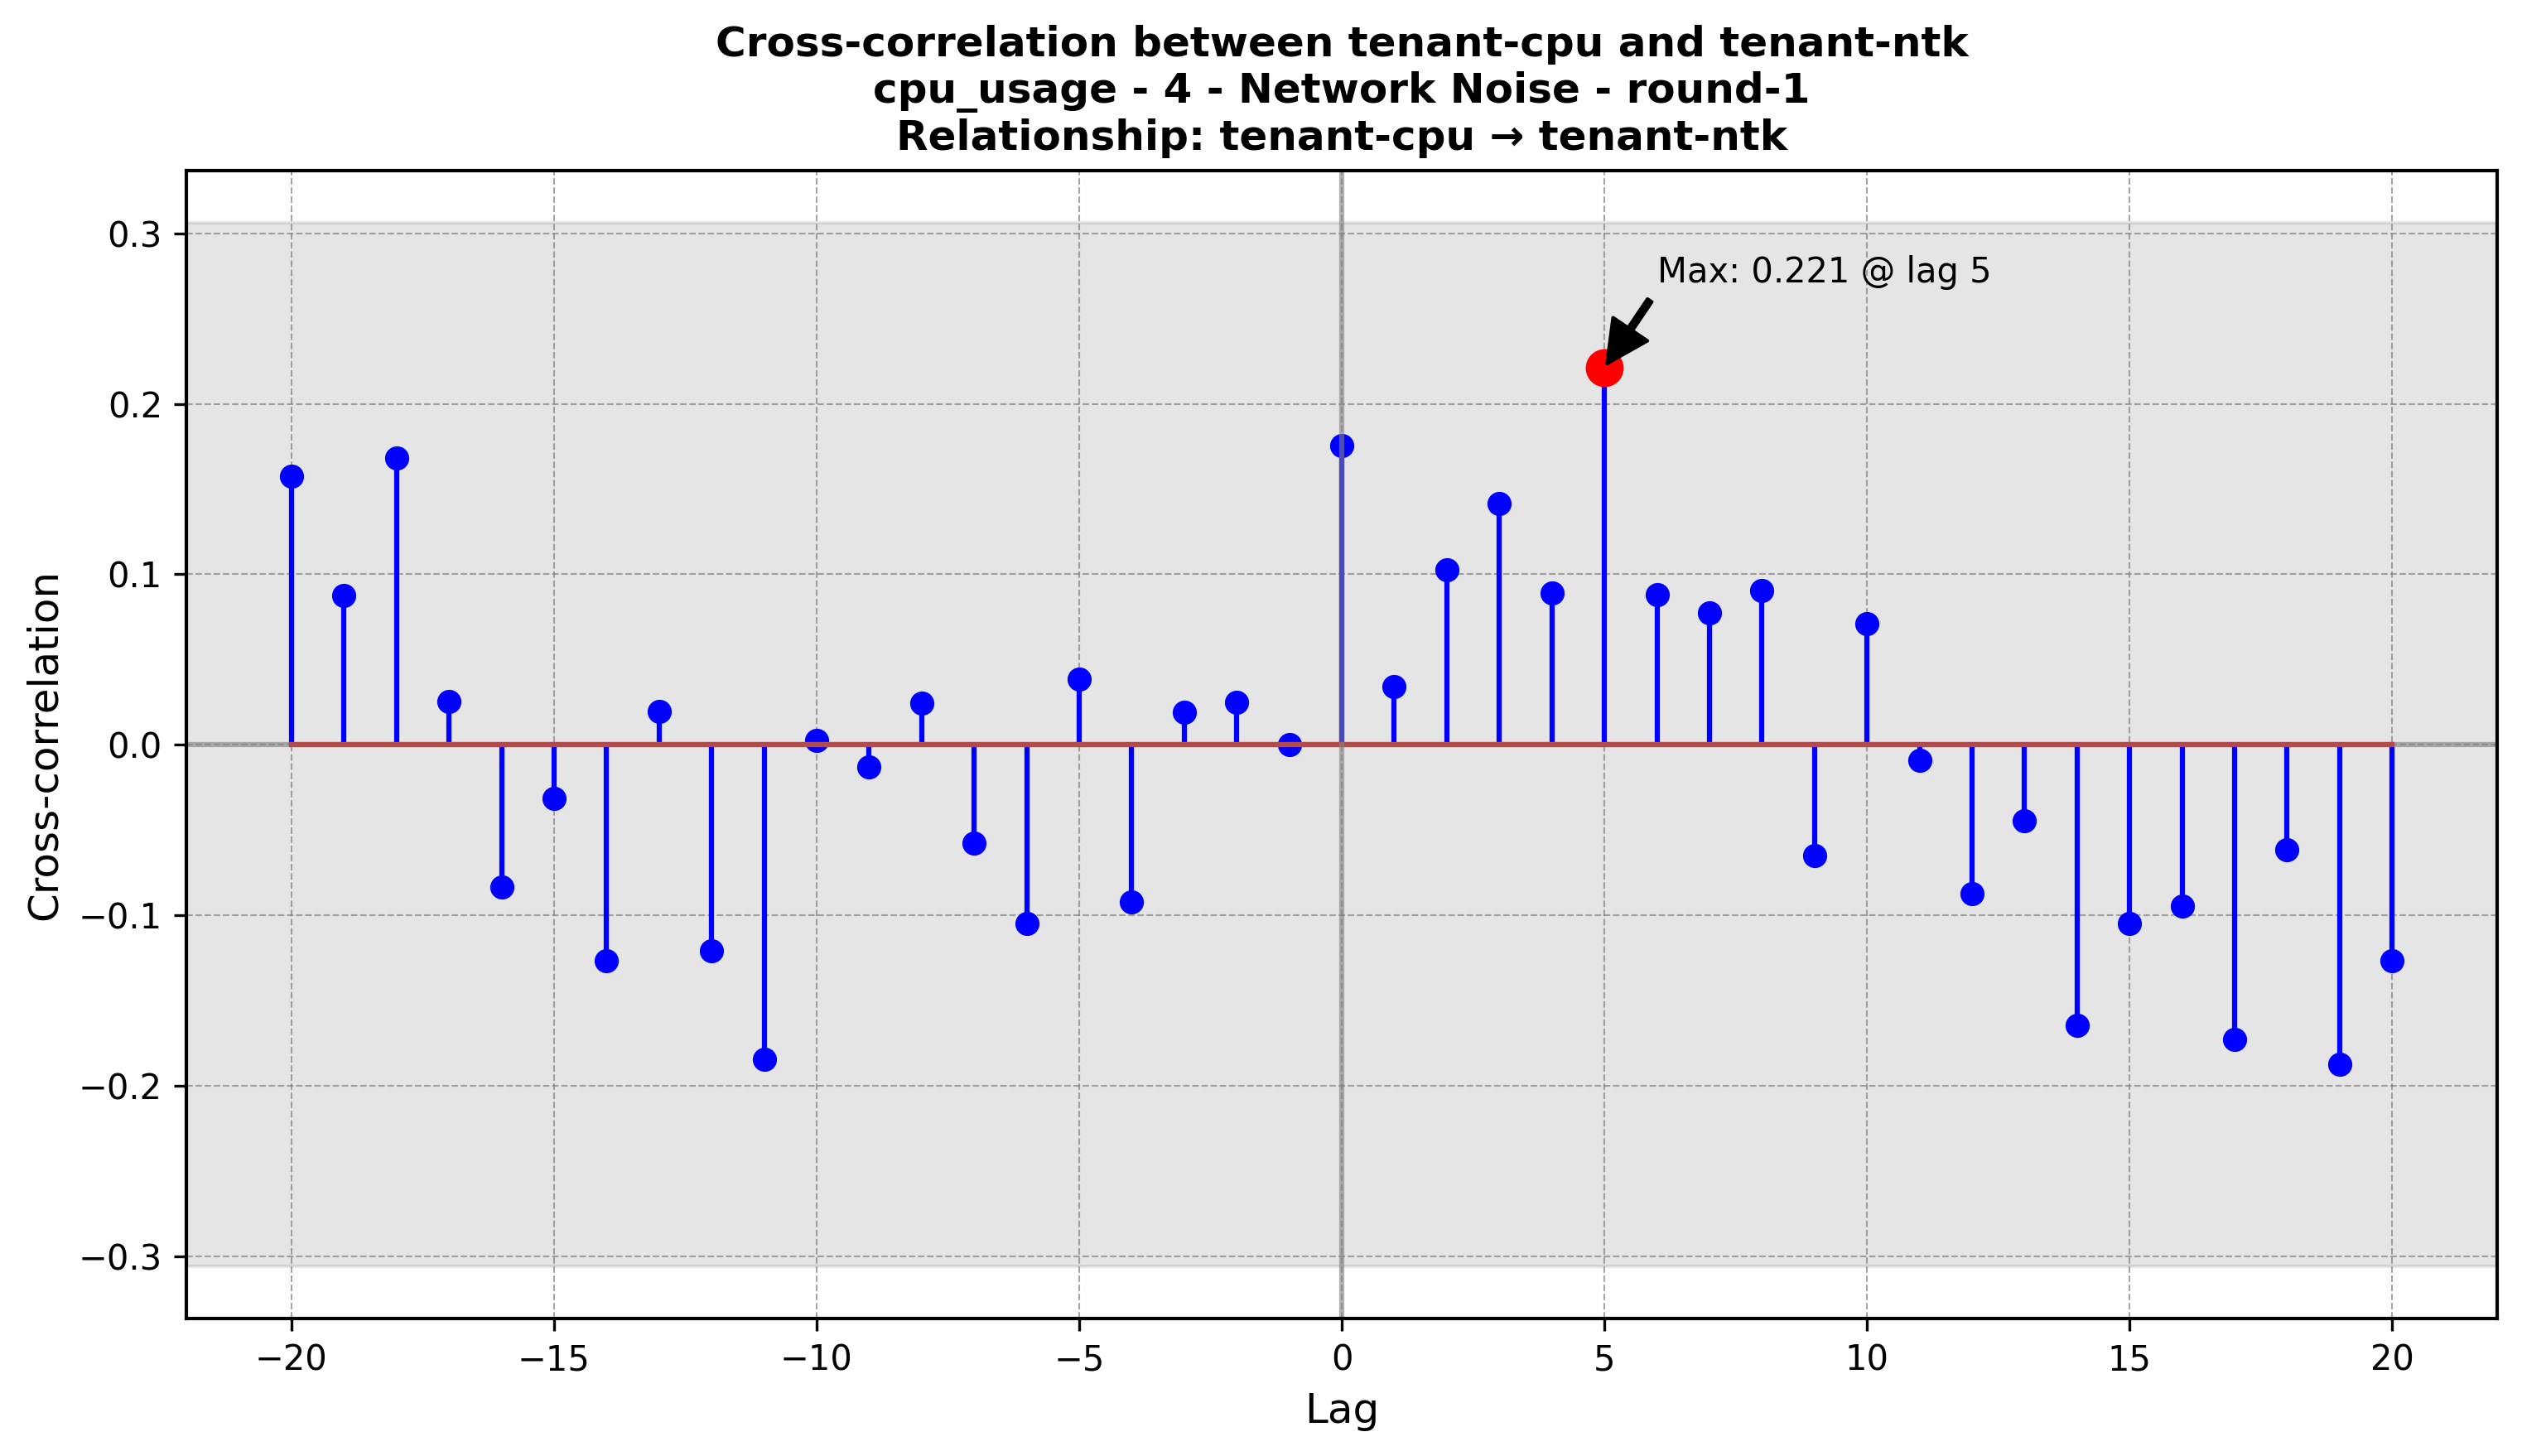 Cross-correlation between tenant-cpu and tenant-ntk
cpu_usage - 4 - Network Noise - round-1
Relationship: tenant-cpu → tenant-ntk
Max: 0.221 @ lag 5
Cross-correlation
0.3
0.2
0.1
0.0
−0.1
−0.2
−0.3
−20 −15 −10 −5 0 5 10 15 20
Lag